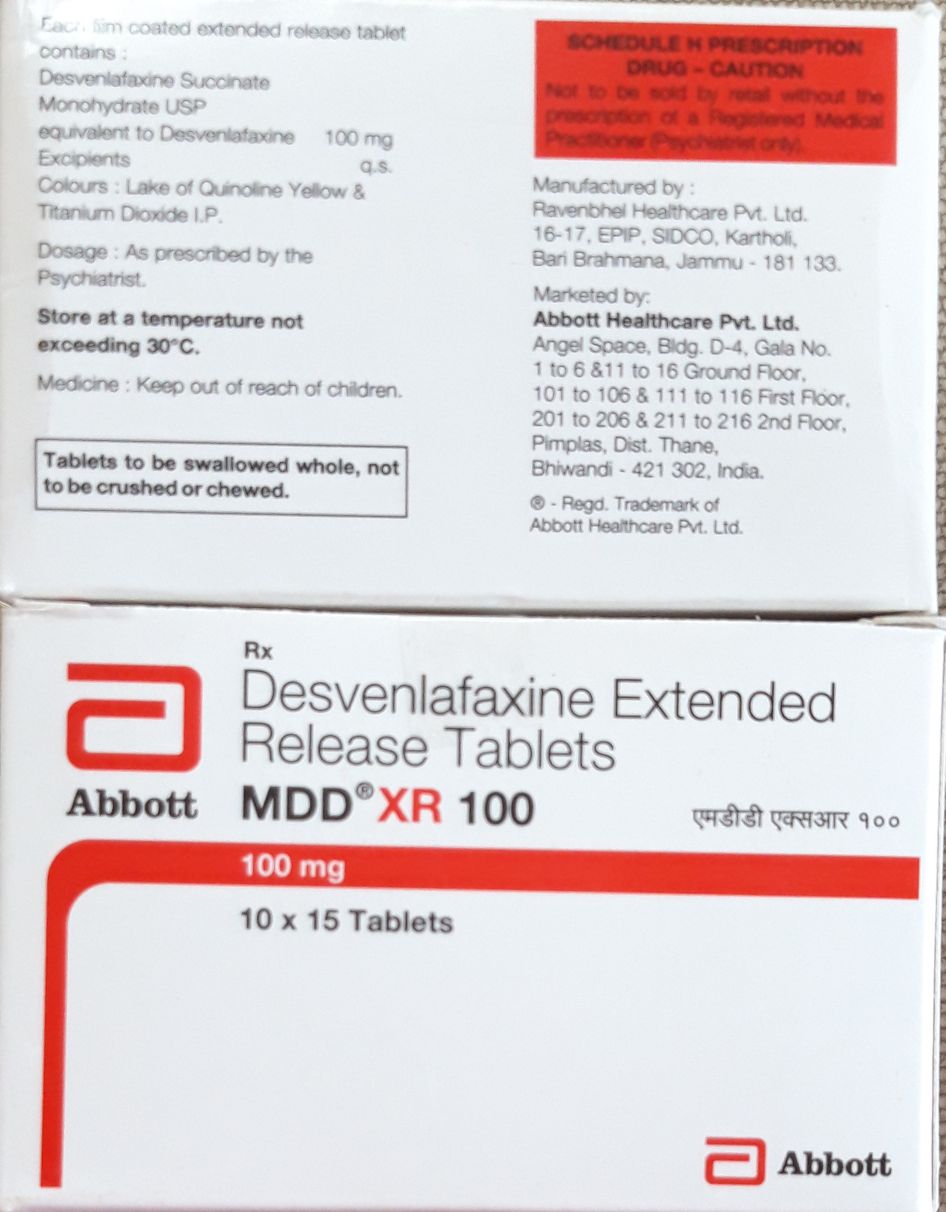 Each film coated extended release tablet
contains :
Desvenlafaxine Succinate
Monohydrate USP
equivalent to Desvenlafaxine 100 mg
Excipients q.s.
Colours : Lake of Quinoline Yellow &
Titanium Dioxide I.P.
Dosage : As prescribed by the
Psychiatrist.
Store at a temperature not
exceeding 30°C.
Medicine : Keep out of reach of children.
Tablets to be swallowed whole, not
to be crushed or chewed.
SCHEDULE H PRESCRIPTION
DRUG – CAUTION
Not to be sold by retail without the
prescription of a Registered Medical
Practitioner (Psychiatrist only).
Manufactured by :
Ravenbhel Healthcare Pvt. Ltd.
16-17, EPIP, SIDCO, Kartholi,
Bari Brahmana, Jammu - 181 133.
Marketed by:
Abbott Healthcare Pvt. Ltd.
Angel Space, Bldg. D-4, Gala No.
1 to 6 &11 to 16 Ground Floor,
101 to 106 & 111 to 116 First Floor,
201 to 206 & 211 to 216 2nd Floor,
Pimplas, Dist. Thane,
Bhiwandi - 421 302, India.
® - Regd. Trademark of
Abbott Healthcare Pvt. Ltd.
Rx
Desvenlafaxine Extended
Release Tablets
Abbott
MDD® XR 100
एमडीडी एक्सआर १००
100 mg
10 x 15 Tablets
Abbott